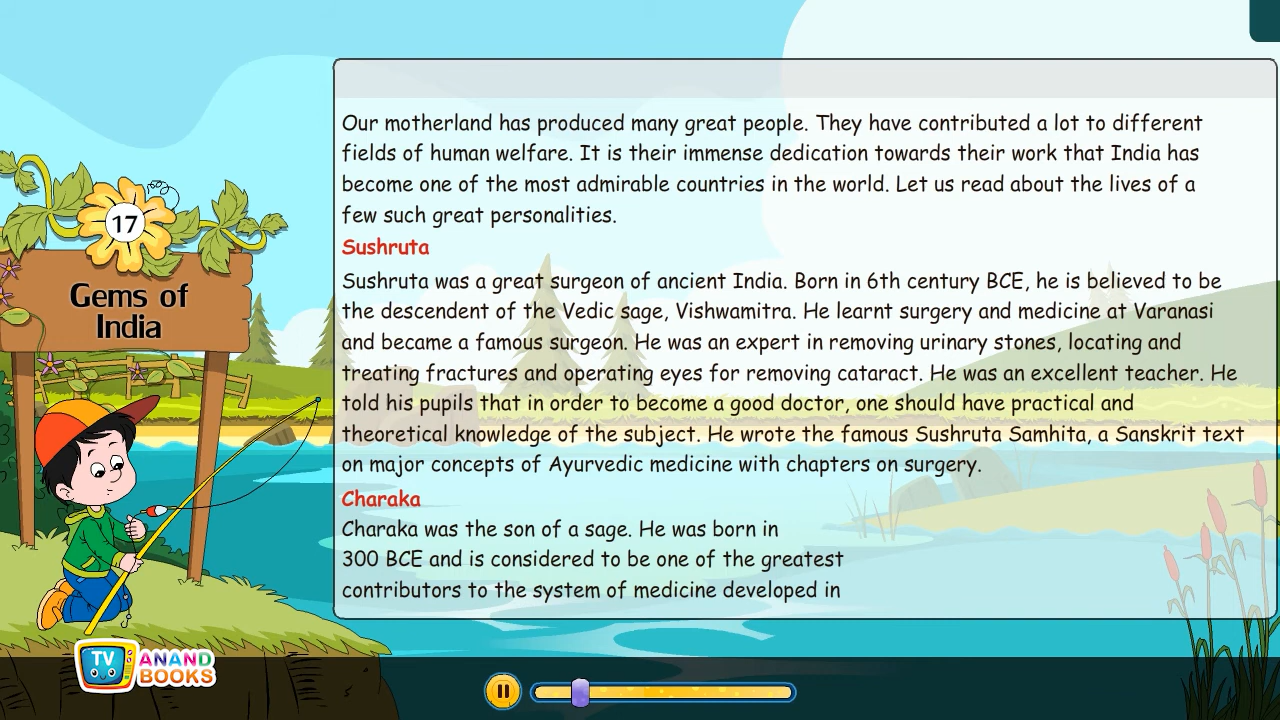 Our motherland has produced many great people. They have contributed a lot to different
fields of human welfare. It is their immense dedication towards their work that India has
become one of the most admirable countries in the world. Let us read about the lives of a
few such great personalities.
Sushruta
Sushruta was a great surgeon of ancient India. Born in 6th century BCE, he is believed to be
the descendent of the Vedic sage, Vishwamitra. He learnt surgery and medicine at Varanasi
and became a famous surgeon. He was an expert in removing urinary stones, locating and
treating fractures and operating eyes for removing cataract. He was an excellent teacher. He
told his pupils that in order to become a good doctor, one should have practical and
theoretical knowledge of the subject. He wrote the famous Sushruta Samhita, a Sanskrit text
on major concepts of Ayurvedic medicine with chapters on surgery.
Charaka
Charaka was the son of a sage. He was born in
300 BCE and is considered to be one of the greatest
contributors to the system of medicine developed in
17
Gems of
India
TV
ANAND
BOOKS